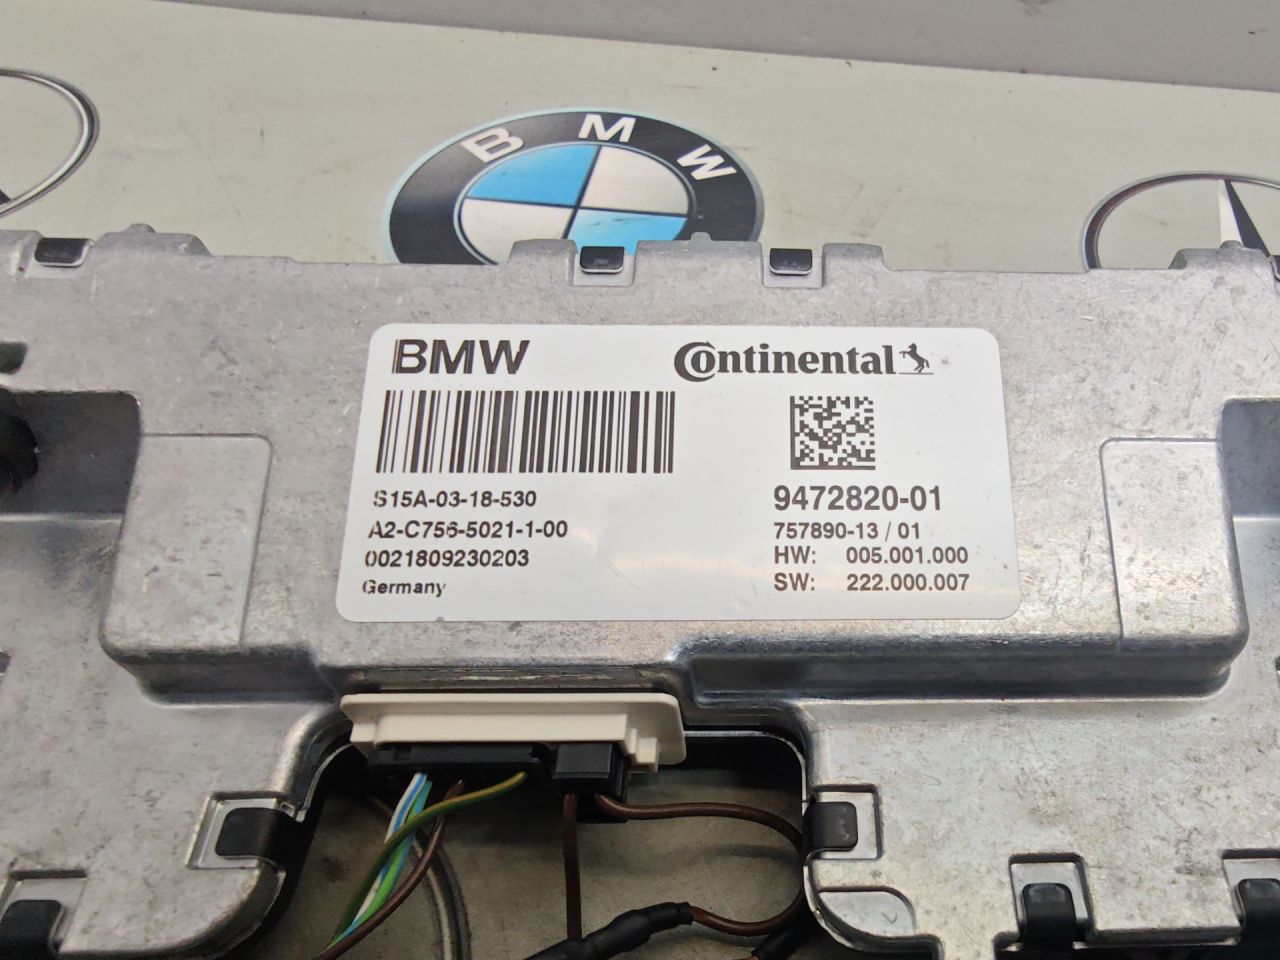 BMW
BMW
Continental
S15A-03-18-530
A2-C756-5021-1-00
0021809230203
Germany
9472820-01
757890-13 / 01
HW: 005.001.000
SW: 222.000.007